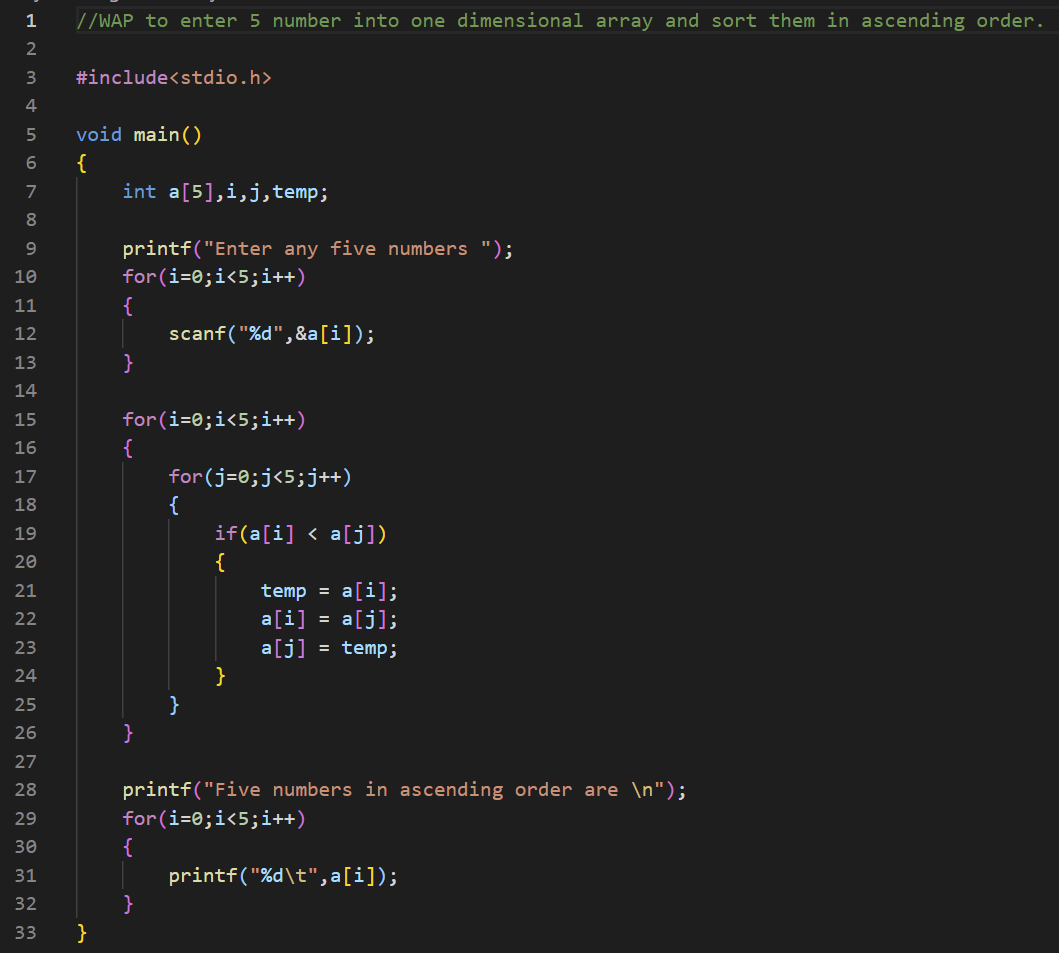 1 //WAP to enter 5 number into one dimensional array and sort them in ascending order.
2
3 #include<stdio.h>
4
5 void main()
6 {
7     int a[5],i,j,temp;
8
9     printf("Enter any five numbers ");
10     for(i=0;i<5;i++)
11     {
12         scanf("%d",&a[i]);
13     }
14
15     for(i=0;i<5;i++)
16     {
17         for(j=0;j<5;j++)
18         {
19             if(a[i] < a[j])
20             {
21                 temp = a[i];
22                 a[i] = a[j];
23                 a[j] = temp;
24             }
25         }
26     }
27
28     printf("Five numbers in ascending order are \n");
29     for(i=0;i<5;i++)
30     {
31         printf("%d\t",a[i]);
32     }
33 }